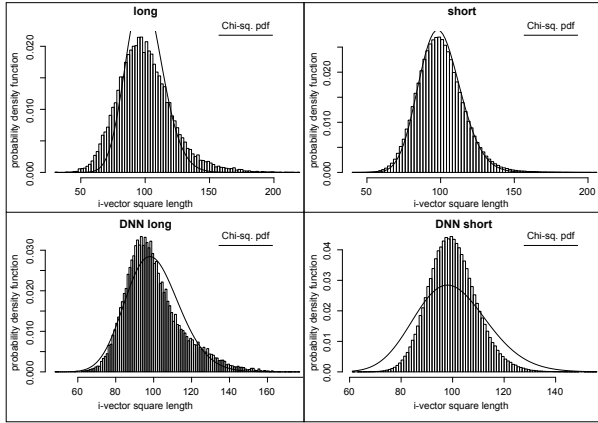 long
Chi-sq. pdf
probability density function
0.000
0.010
0.020
50
100
150
200
i-vector square length
short
Chi-sq. pdf
probability density function
0.000
0.010
0.020
50
100
150
200
i-vector square length
DNN long
Chi-sq. pdf
probability density function
0.000
0.010
0.020
0.030
60
80
100
120
140
160
i-vector square length
DNN short
Chi-sq. pdf
probability density function
0.00
0.01
0.02
0.03
0.04
60
80
100
120
140
i-vector square length